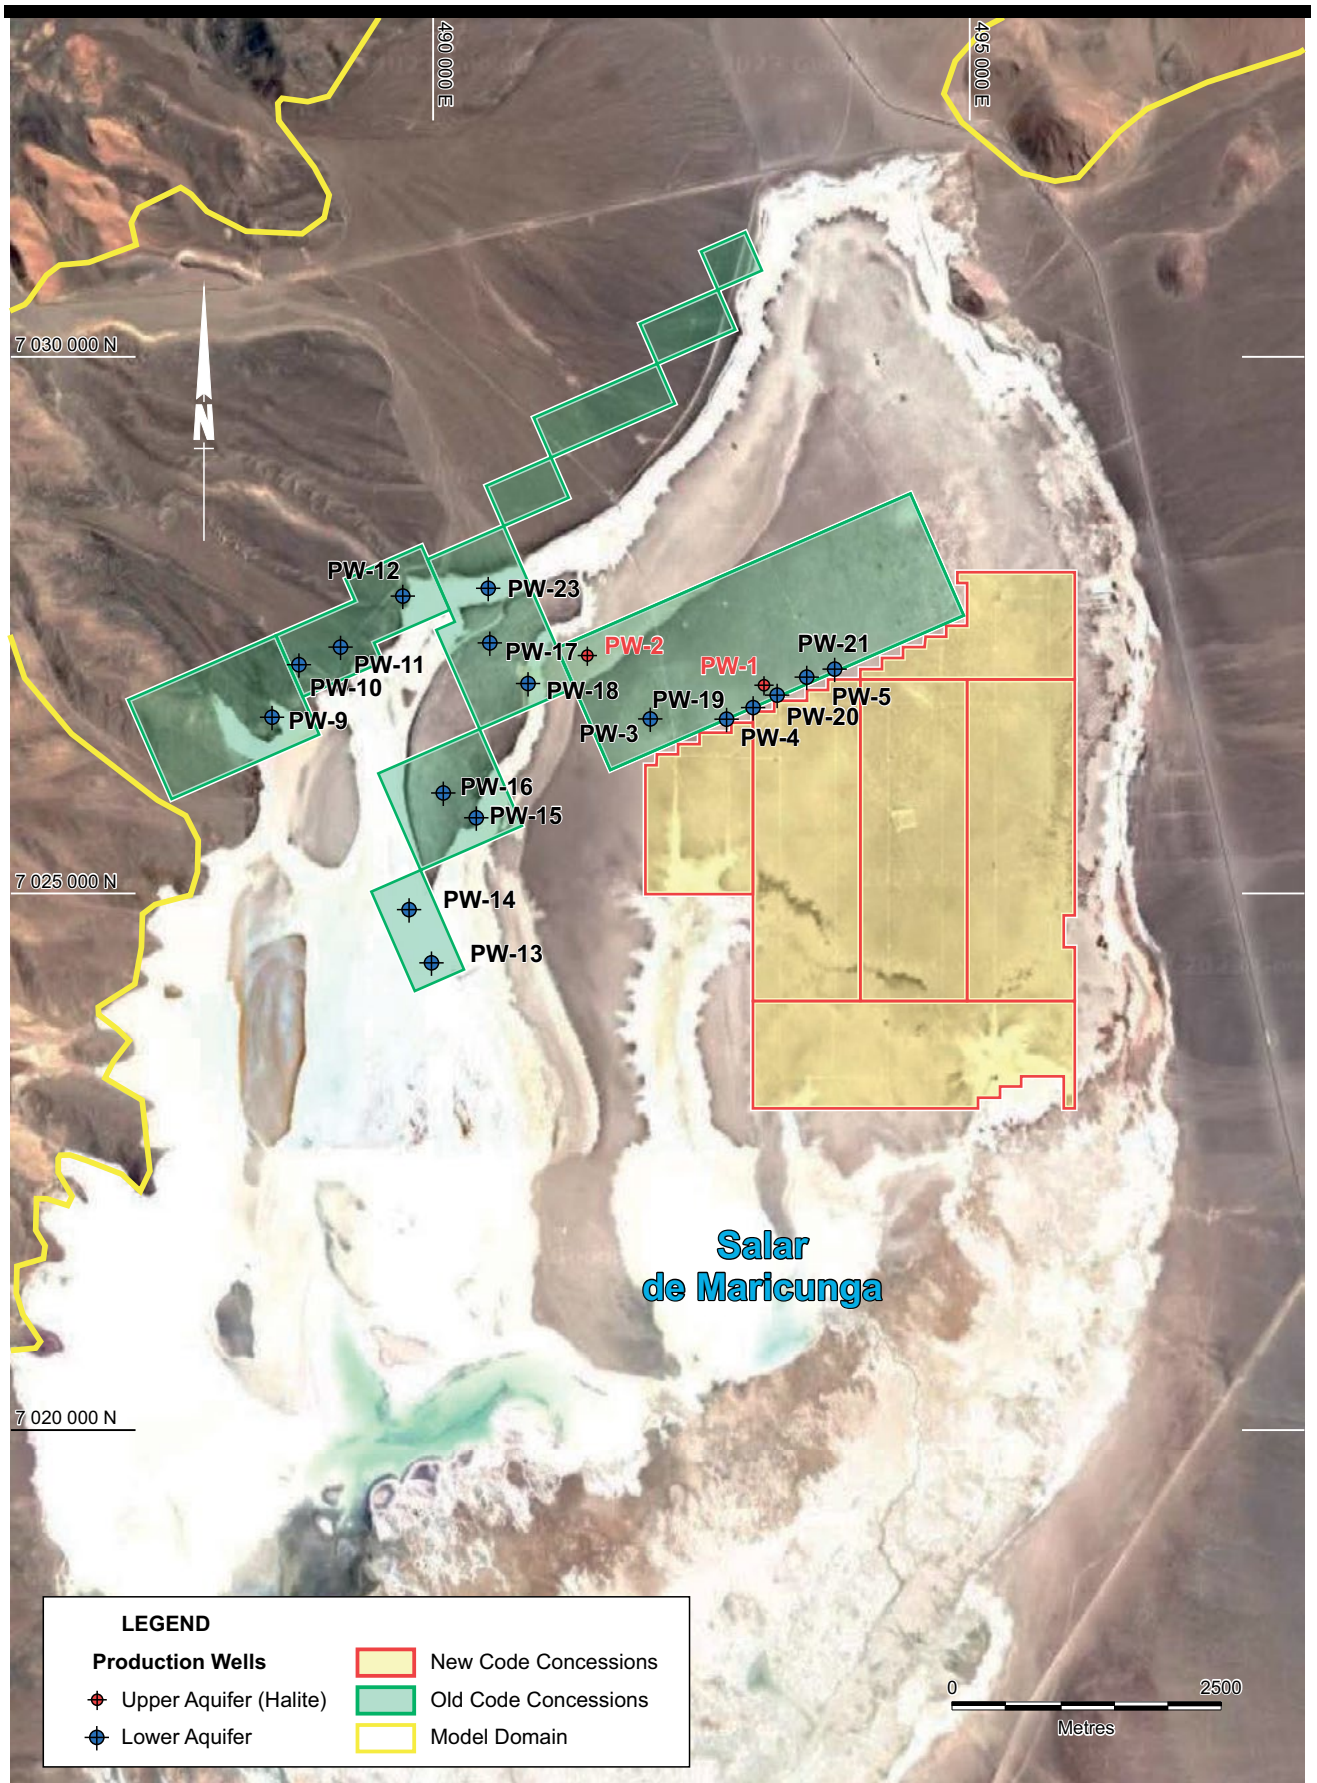 490 000 E
495 000 E
7 030 000 N
N
PW-12
PW-23
PW-17
PW-2
PW-21
PW-11
PW-1
PW-10
PW-18
PW-19
PW-5
PW-9
PW-20
PW-3
PW-4
PW-16
PW-15
7 025 000 N
PW-14
PW-13
Salar
de Maricunga
7 020 000 N
LEGEND
Production Wells
Upper Aquifer (Halite)
Lower Aquifer
New Code Concessions
Old Code Concessions
Model Domain
0
2500
Metres